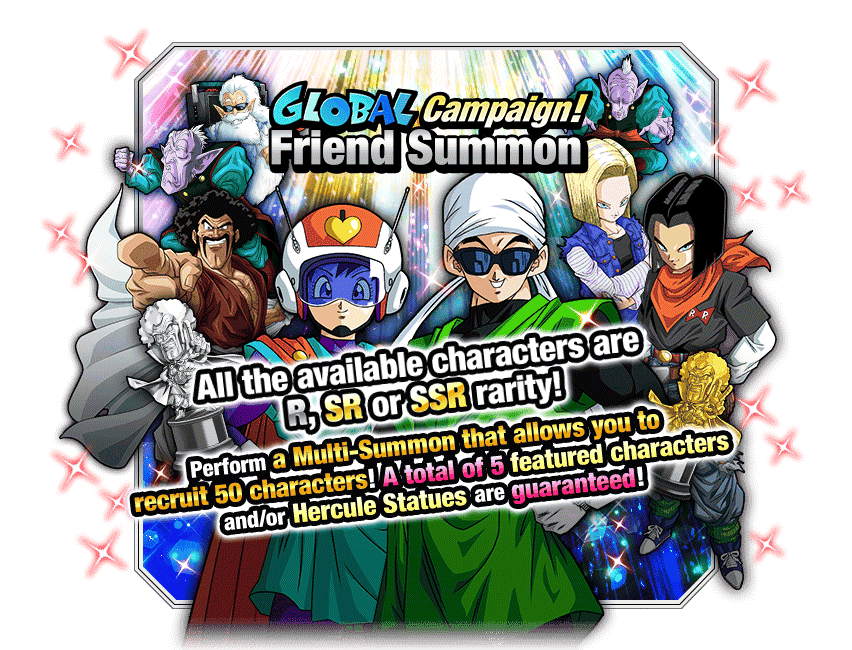 GLOBAL Campaign!
Friend Summon
All the available characters are
R, SR or SSR rarity!
Perform a Multi-Summon that allows you to
recruit 50 characters! A total of 5 featured characters
and/or Hercule Statues are guaranteed!
RR